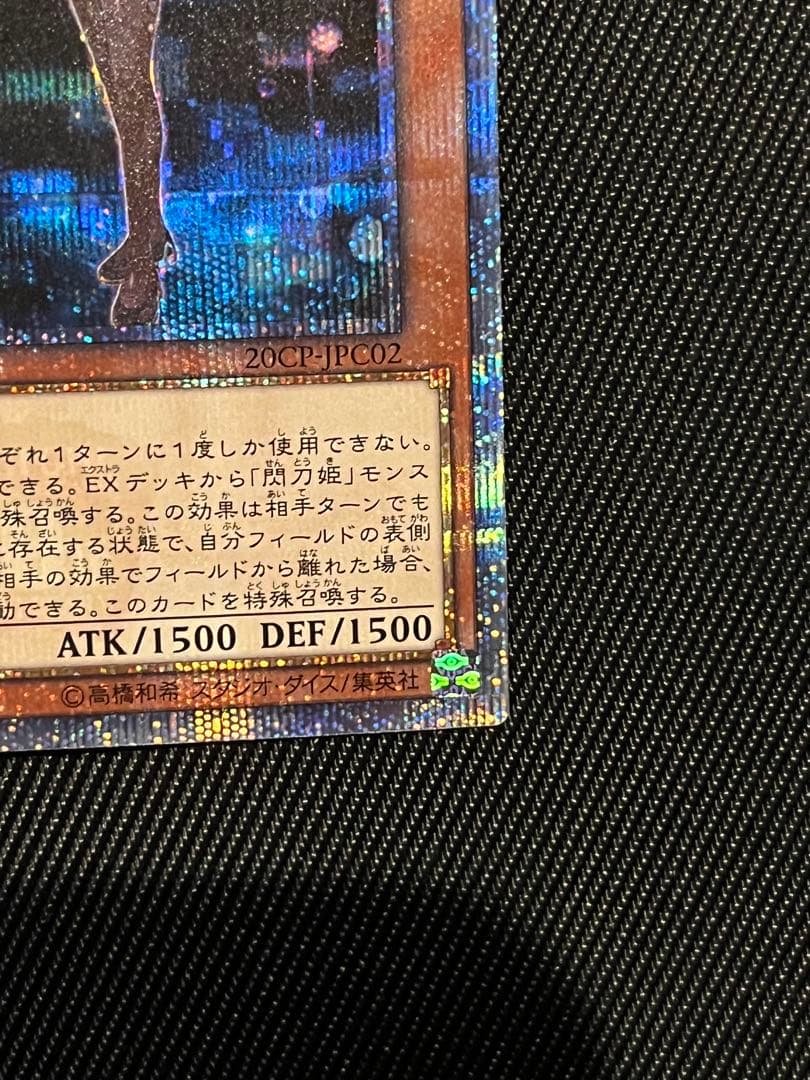 20CP-JPC02
ぞれ1ターンに1度しか使用できない。
できる。EXデッキから「閃刀姫」モンス
殊召喚する。この効果は相手ターンでも
存在する状態で、自分フィールドの表側
相手の効果でフィールドから離れた場合、
動できる。このカードを特殊召喚する。
ATK/1500 DEF/1500
©高橋和希 スタジオ・ダイス/集英社